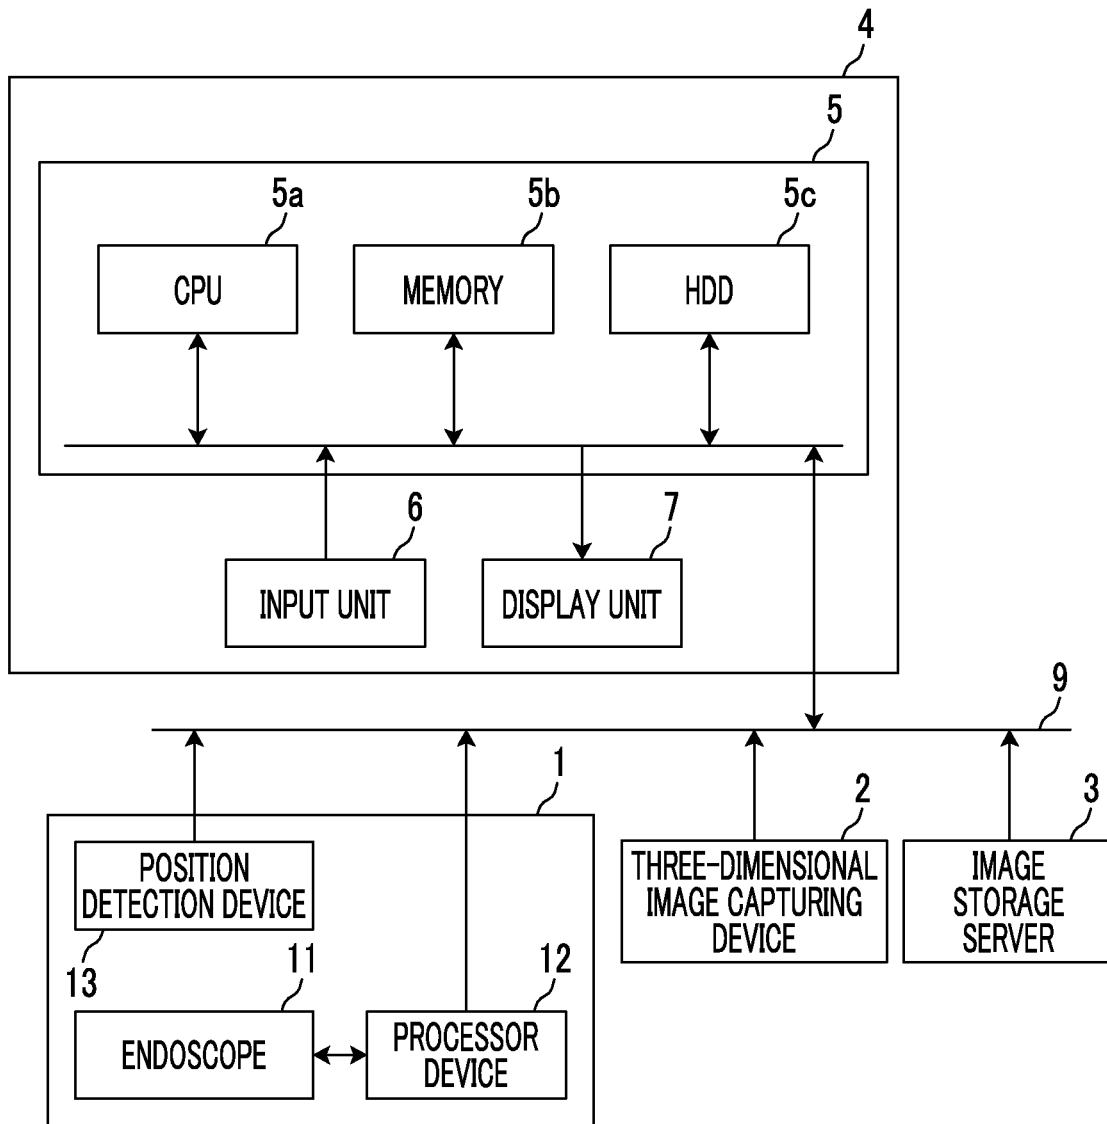 4
5
5a
5b
5c
CPU
MEMORY
HDD
6
7
INPUT UNIT
DISPLAY UNIT
9
1
2
3
POSITION
DETECTION DEVICE
THREE-DIMENSIONAL
IMAGE CAPTURING
DEVICE
IMAGE
STORAGE
SERVER
13
11
12
ENDOSCOPE
PROCESSOR
DEVICE